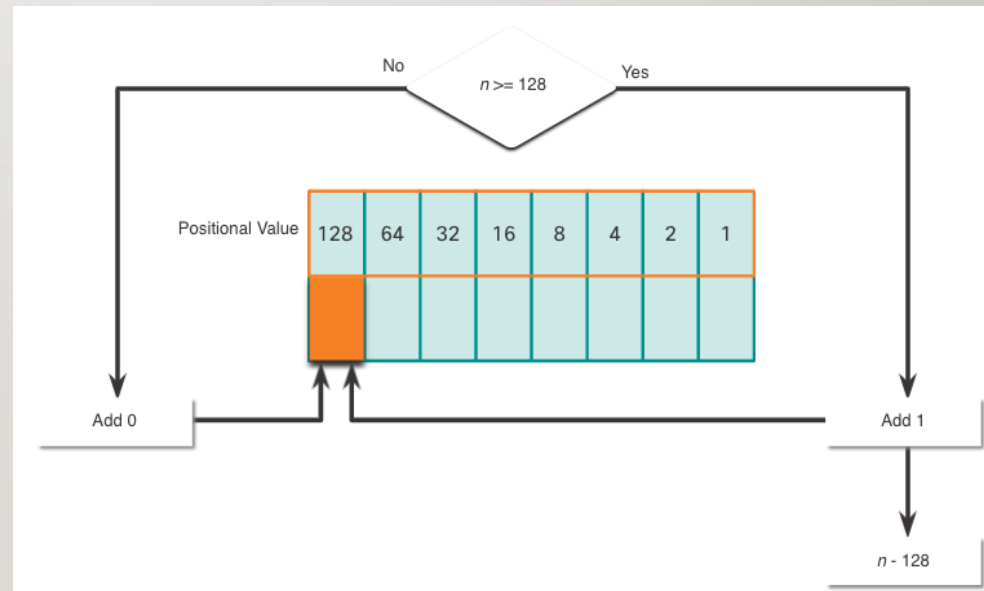 No
Yes
n >= 128
Positional Value
128 64 32 16 8 4 2 1
Add 0
Add 1
n - 128